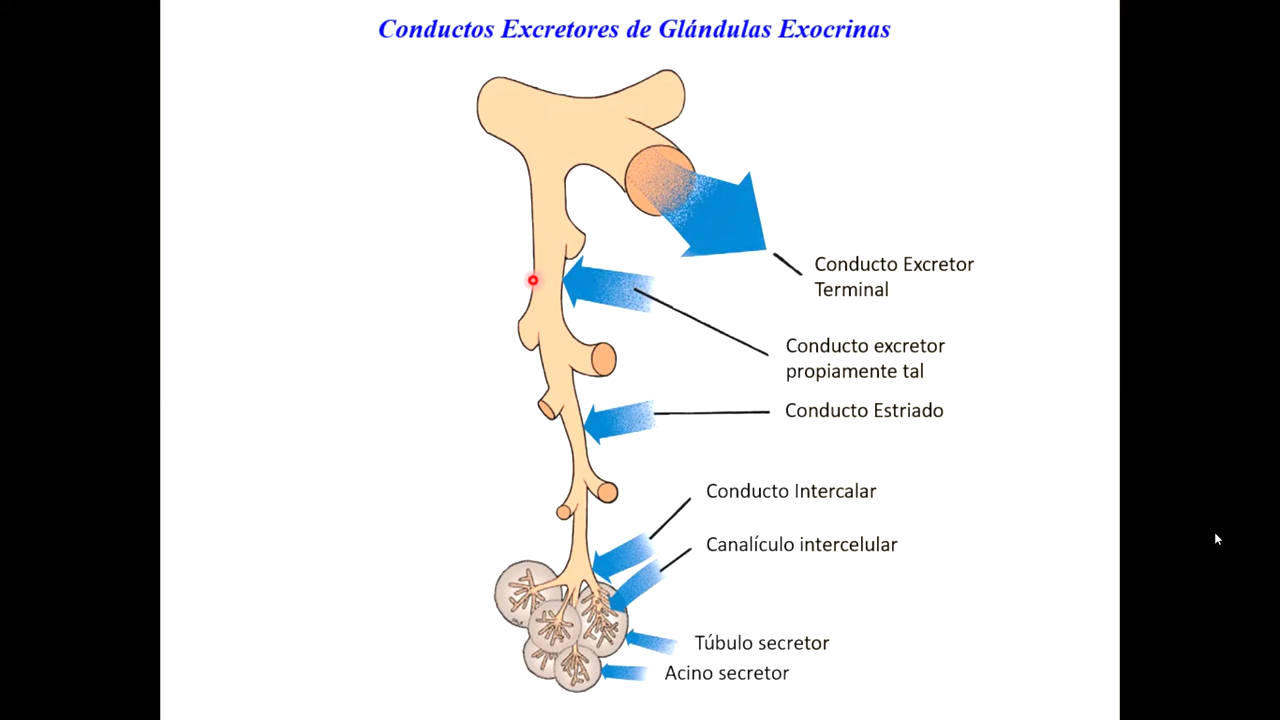 Conductos Excretores de Glándulas Exocrinas
Conducto Excretor
Terminal
Conducto excretor
propiamente tal
Conducto Estriado
Conducto Intercalar
Canalículo intercelular
Túbulo secretor
Acino secretor